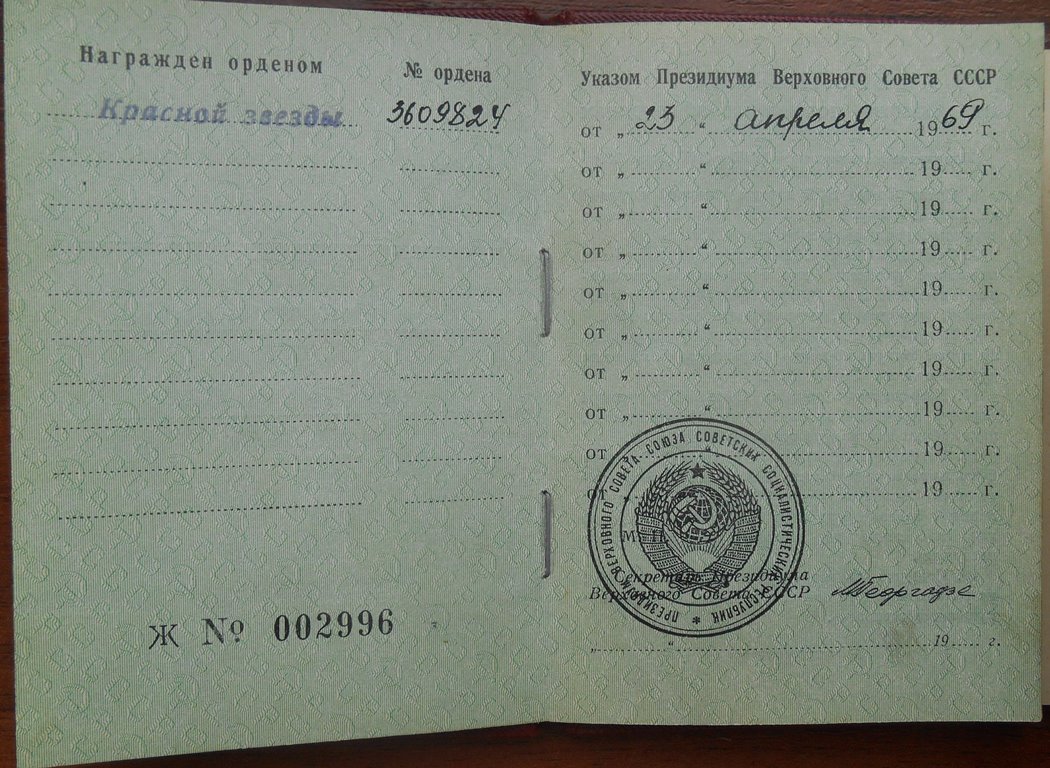 Награжден орденом
№ ордена
Красной звезды
3609824
Ж № 002996
Указом Президиума Верховного Совета СССР
от „ 23 “ апреля 1969 г.
от „ “ 19 г.
от „ “ 19 г.
от „ “ 19 г.
от „ “ 19 г.
от „ “ 19 г.
от „ “ 19 г.
от „ “ 19 г.
от „ “ 19 г.
от „ “ 19 г.
ПРЕЗИДИУМ ВЕРХОВНОГО СОВЕТА СОЮЗА СОВЕТСКИХ СОЦИАЛИСТИЧЕСКИХ РЕСПУБЛИК
Секретарь Президиума
Верховного Совета СССР МГеоргадзе
„ “ 19 г.